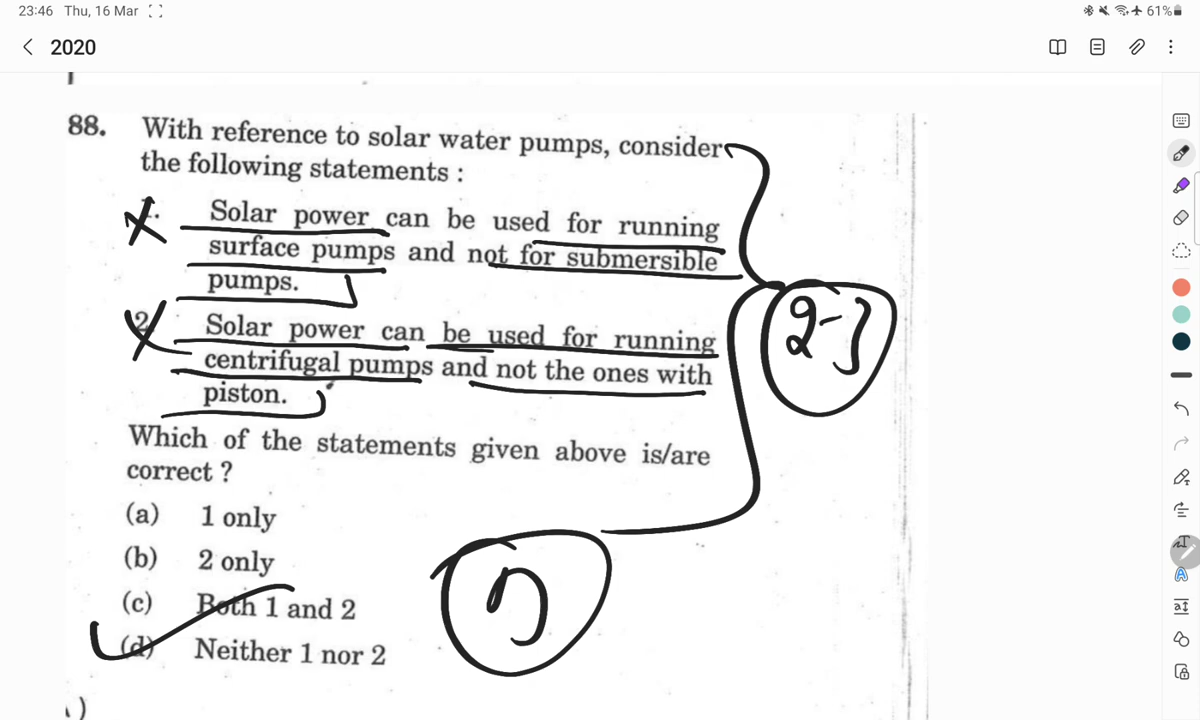 23:46 Thu, 16 Mar
61%
2020
88. With reference to solar water pumps, consider
the following statements :
Solar power can be used for running
surface pumps and not for submersible
pumps.
2. Solar power can be used for running
centrifugal pumps and not the ones with
piston.
Which of the statements given above is/are
correct ?
(a) 1 only
(b) 2 only
(c) Both 1 and 2
(d) Neither 1 nor 2
)